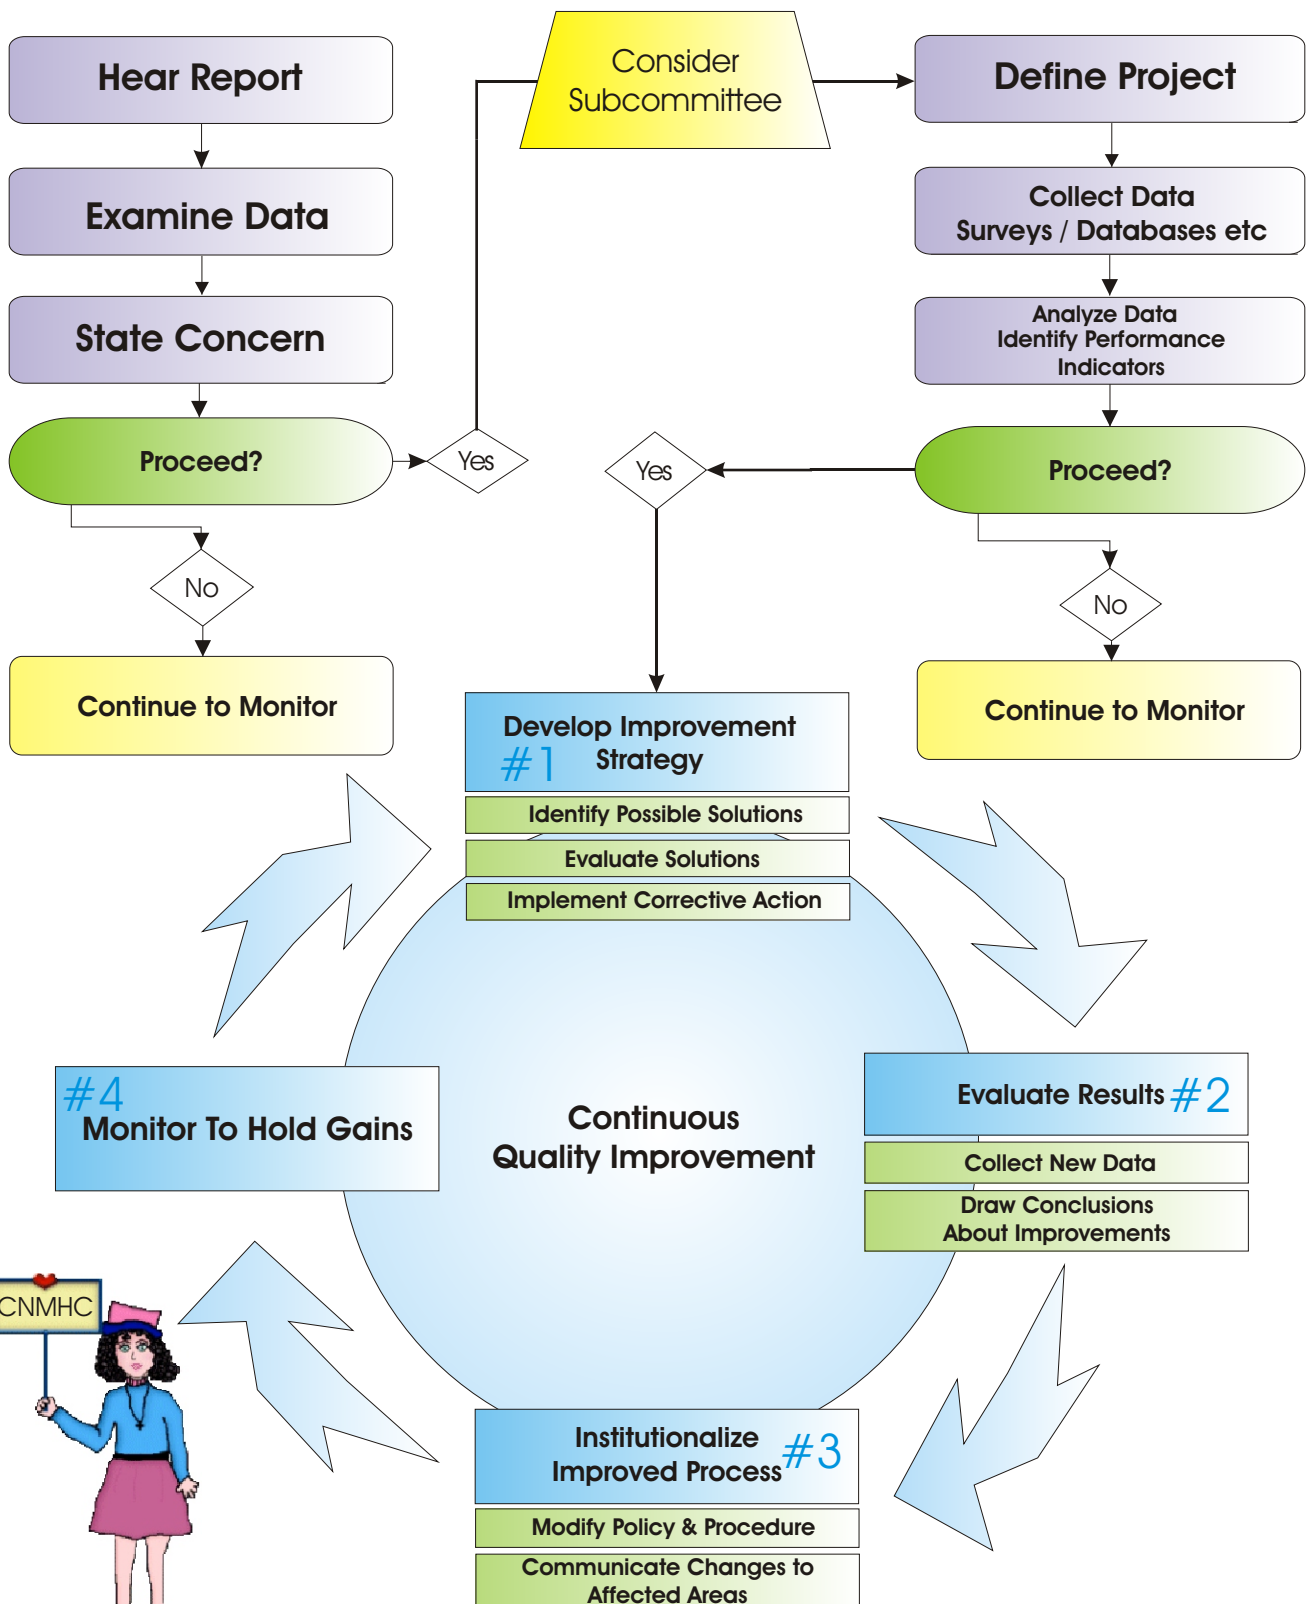 Hear Report
Examine Data
State Concern
Proceed?
Yes
No
Continue to Monitor
Consider
Subcommittee
Define Project
Collect Data
Surveys / Databases etc
Analyze Data
Identify Performance
Indicators
Proceed?
Yes
No
Continue to Monitor
Develop Improvement
#1 Strategy
Identify Possible Solutions
Evaluate Solutions
Implement Corrective Action
Evaluate Results #2
Collect New Data
Draw Conclusions
About Improvements
Institutionalize
Improved Process #3
Modify Policy & Procedure
Communicate Changes to
Affected Areas
#4
Monitor To Hold Gains
Continuous
Quality Improvement
CNMHC